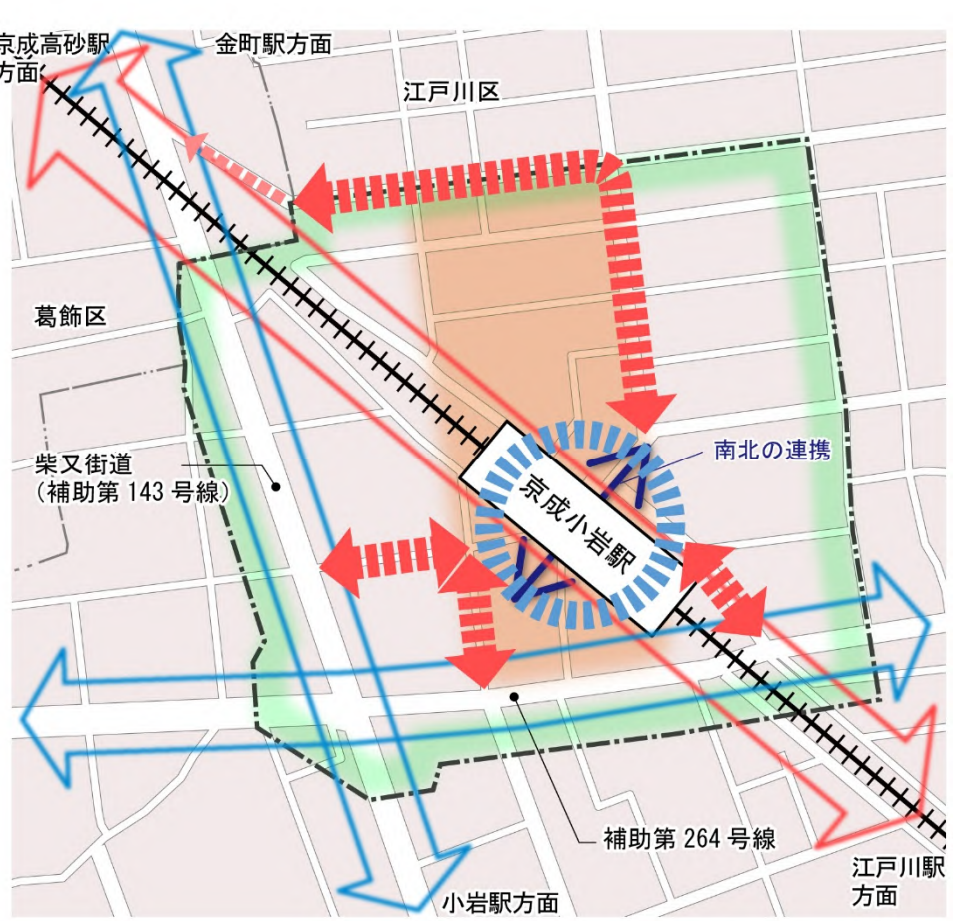 京成高砂駅
方面
金町駅方面
江戸川区
葛飾区
柴又街道
（補助第 143 号線）
南北の連携
京成小岩駅
補助第 264 号線
江戸川駅
方面
小岩駅方面